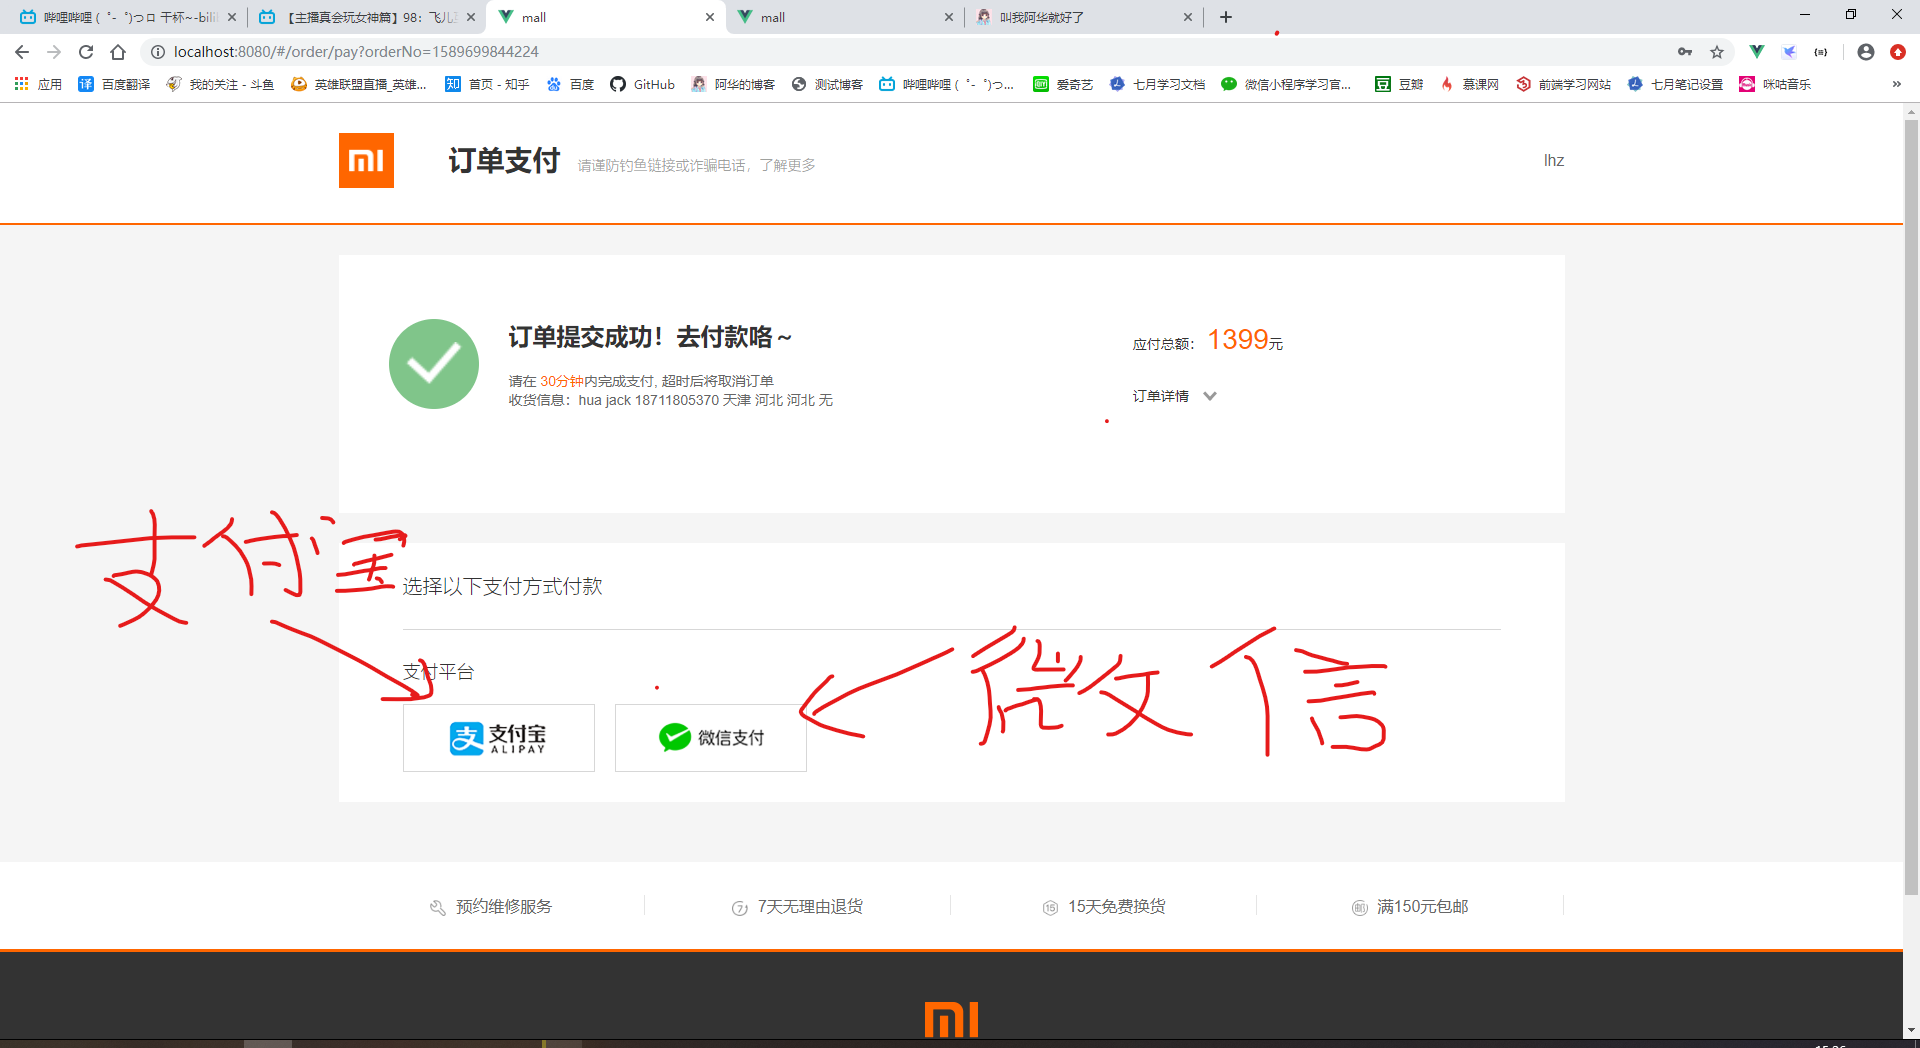 哔哩哔哩 ( ゜- ゜)つロ 干杯~-bili
【主播真会玩女神篇】98：飞儿
mall
mall
叫我阿华就好了
localhost:8080/#/order/pay?orderNo=1589699844224
应用
百度翻译
我的关注 - 斗鱼
英雄联盟直播_英雄...
首页 - 知乎
百度
GitHub
阿华的博客
测试博客
哔哩哔哩 ( ゜- ゜)つ...
爱奇艺
七月学习文档
微信小程序学习官...
豆瓣
慕课网
前端学习网站
七月笔记设置
咪咕音乐
订单支付
请谨防钓鱼链接或诈骗电话，了解更多
lhz
订单提交成功！去付款咯～
应付总额：1399元
请在 30分钟内完成支付, 超时后将取消订单
收货信息：hua jack 18711805370 天津 河北 河北 无
订单详情
支付宝
选择以下支付方式付款
支付平台
微信
支付宝
ALIPAY
微信支付
预约维修服务
7天无理由退货
15天免费换货
满150元包邮